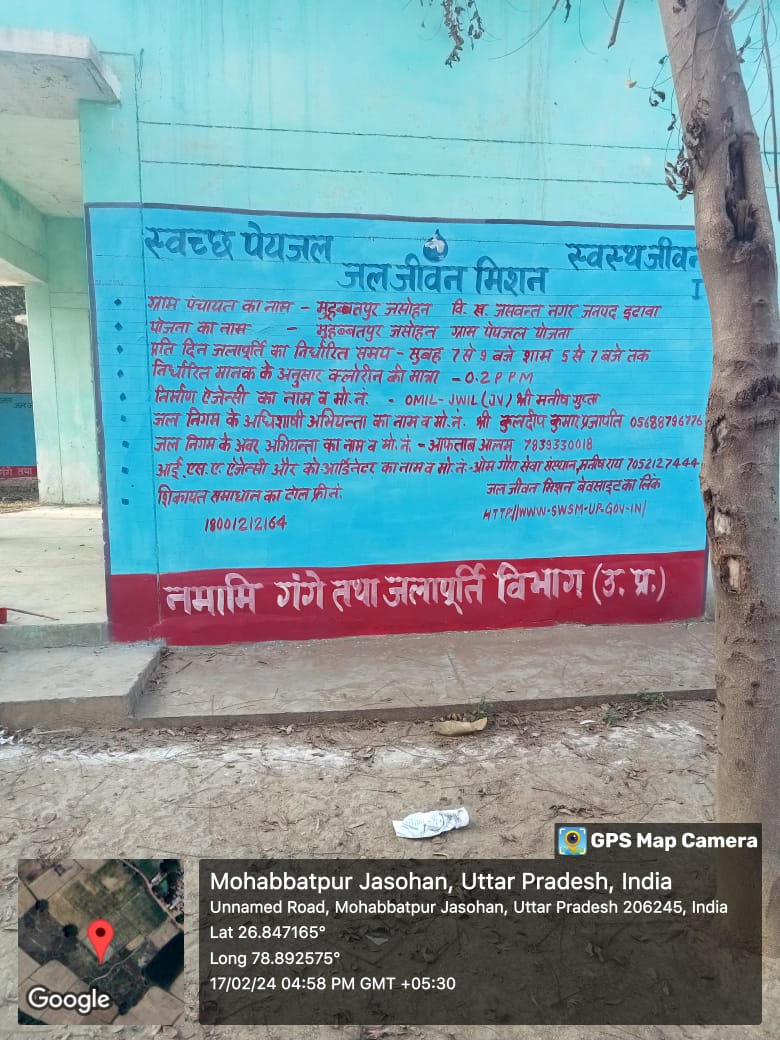 स्वच्छ पेयजल
स्वस्थ जीवन
जल जीवन मिशन
ग्राम पंचायत का नाम - मुहब्बतपुर जसोहन वि. ख. जसवन्त नगर जनपद इटावा
योजना का नाम - मुहब्बतपुर जसोहन ग्राम पेयजल योजना
प्रति दिन जलापूर्ति का निर्धारित समय - सुबह 7 से 9 बजे शाम 5 से 7 बजे तक
निर्धारित मानक के अनुसार क्लोरीन की मात्रा - 0.2 P P M
निर्माण ऐजेन्सी का नाम व मो.नं. - OMIL-JWIL (JV) श्री मनीष गुप्ता
जल निगम के अधिशाषी अभियन्ता का नाम व मो.नं. श्री कुलदीप कुमार प्रजापति 05688796776
जल निगम के अवर अभियन्ता का नाम व मो.नं. - आफताब आलम 7839330018
आई.एस.ए. ऐजेन्सी और को आर्डिनेटर का नाम व मो.नं.-ओम गौरा सेवा संस्थान, मनीष राय 7052127444
शिकायत समाधान का टोल फ्री नं.
जल जीवन मिशन बेवसाइट का लिंक
18001212164
HTTP//WWW.SWSM-UP.GOV-IN/
नमामि गंगे तथा जलापूर्ति विभाग (उ. प्र.)
GPS Map Camera
Mohabbatpur Jasohan, Uttar Pradesh, India
Unnamed Road, Mohabbatpur Jasohan, Uttar Pradesh 206245, India
Lat 26.847165°
Long 78.892575°
17/02/24 04:58 PM GMT +05:30
Google